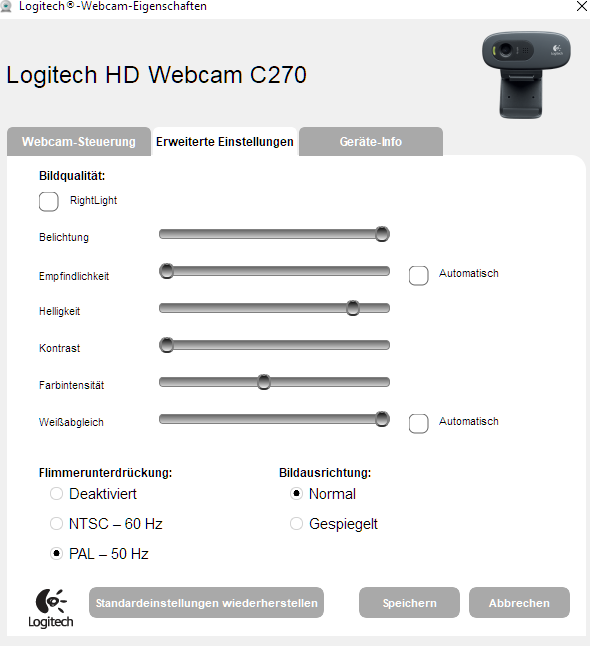 Logitech®-Webcam-Eigenschaften
Logitech HD Webcam C270
Webcam-Steuerung Erweiterte Einstellungen Geräte-Info
Bildqualität:
RightLight
Belichtung
Empfindlichkeit Automatisch
Helligkeit
Kontrast
Farbintensität
Weißabgleich Automatisch
Flimmerunterdrückung: Bildausrichtung:
Deaktiviert Normal
NTSC – 60 Hz Gespiegelt
PAL – 50 Hz
Logitech Standardeinstellungen wiederherstellen Speichern Abbrechen